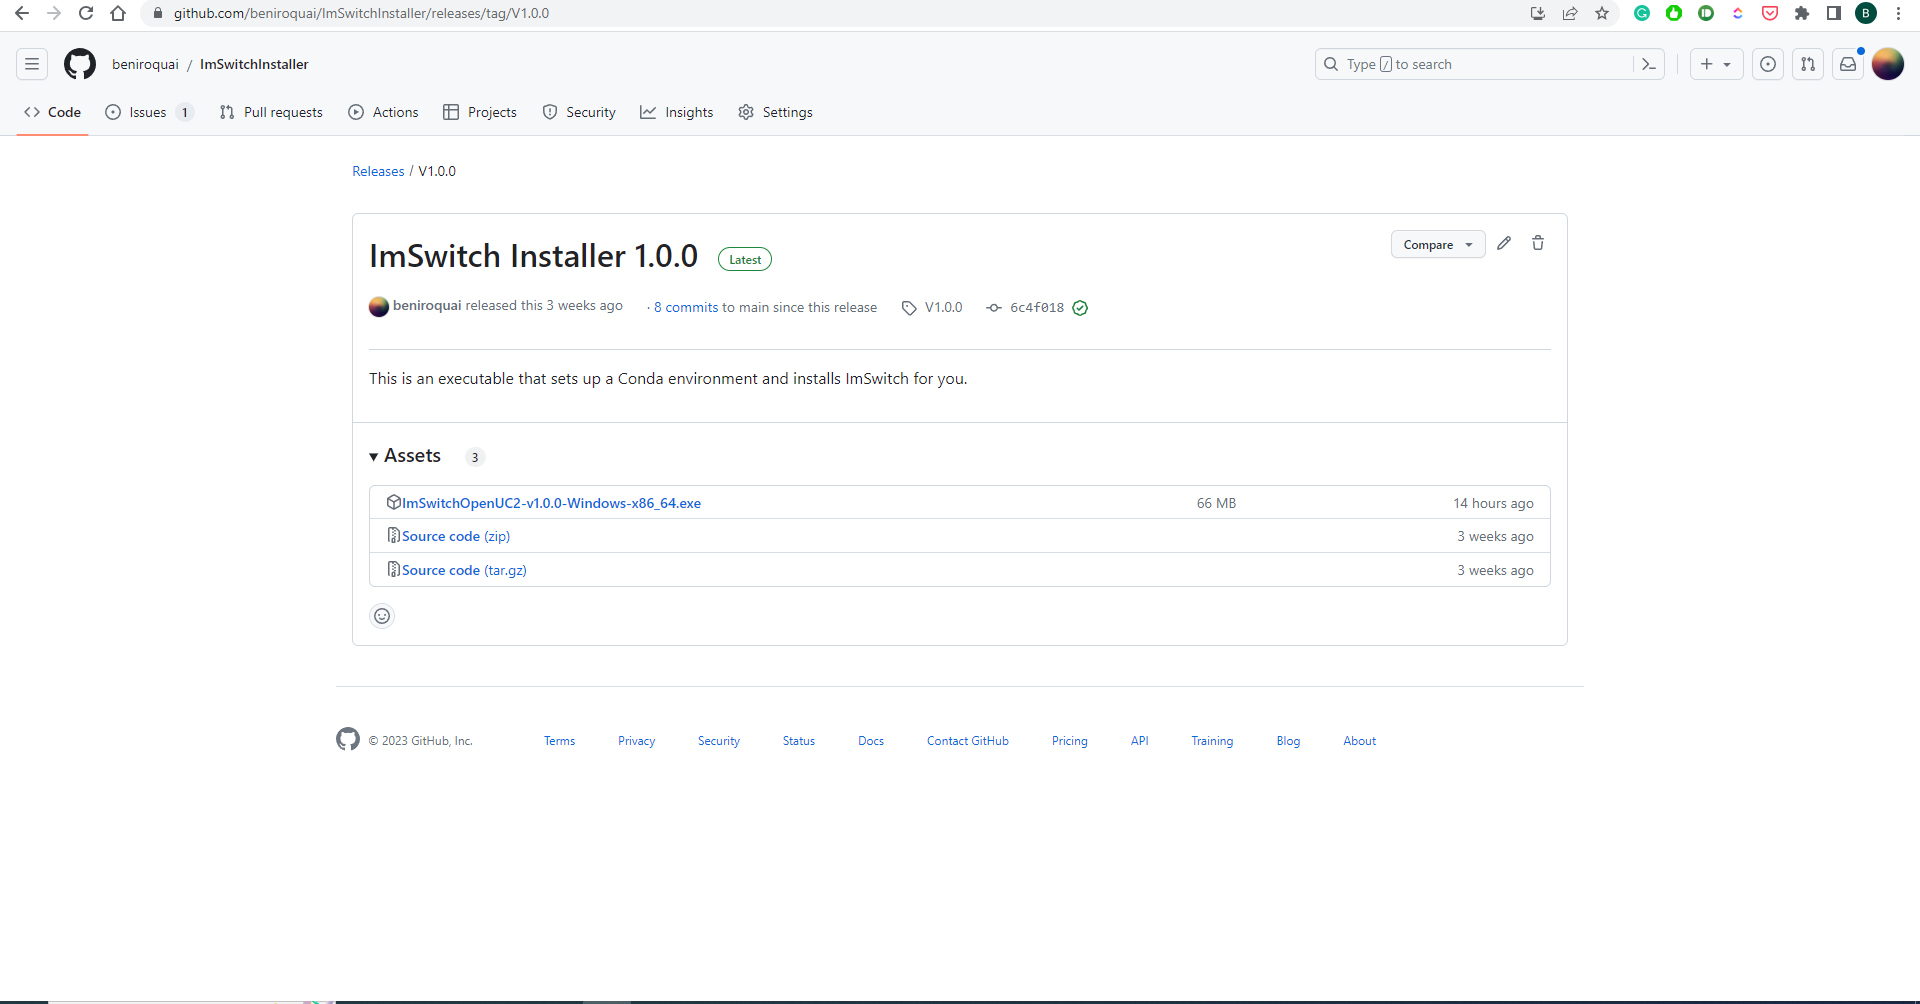 github.com/beniroquai/ImSwitchInstaller/releases/tag/V1.0.0
B
beniroquai / ImSwitchInstaller
Type / to search
Code Issues 1 Pull requests Actions Projects Security Insights Settings
Releases / V1.0.0
ImSwitch Installer 1.0.0 Latest
Compare
beniroquai released this 3 weeks ago · 8 commits to main since this release V1.0.0 6c4f018
This is an executable that sets up a Conda environment and installs ImSwitch for you.
Assets 3
ImSwitchOpenUC2-v1.0.0-Windows-x86_64.exe 66 MB 14 hours ago
Source code (zip) 3 weeks ago
Source code (tar.gz) 3 weeks ago
© 2023 GitHub, Inc. Terms Privacy Security Status Docs Contact GitHub Pricing API Training Blog About